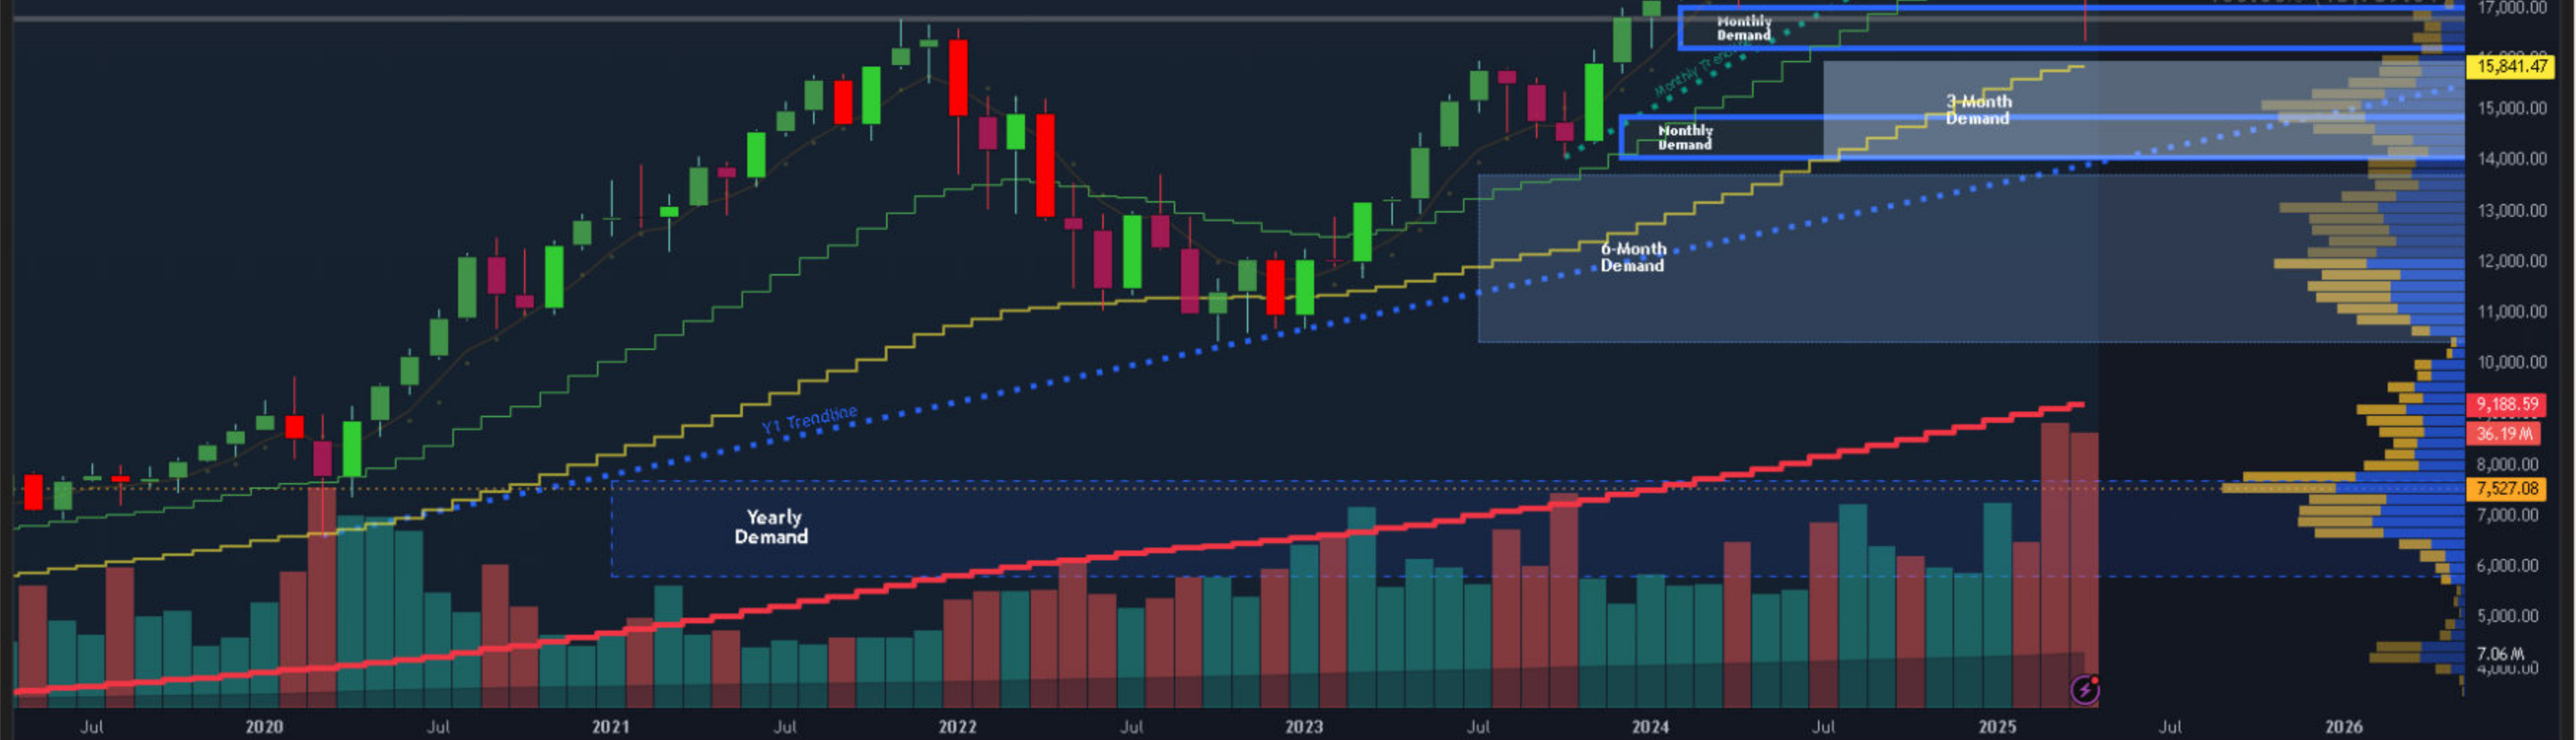 17,000.00
Monthly
Demand
15,841.47
Monthly Tren
3-Month
Demand
15,000.00
Monthly
Demand
14,000.00
13,000.00
6-Month
Demand
12,000.00
11,000.00
10,000.00
9,188.59
Y1 Trendline
36.19 M
8,000.00
7,527.08
Yearly
Demand
7,000.00
6,000.00
5,000.00
7.06 M
4,000.00
Jul 2020 Jul 2021 Jul 2022 Jul 2023 Jul 2024 Jul 2025 Jul 2026